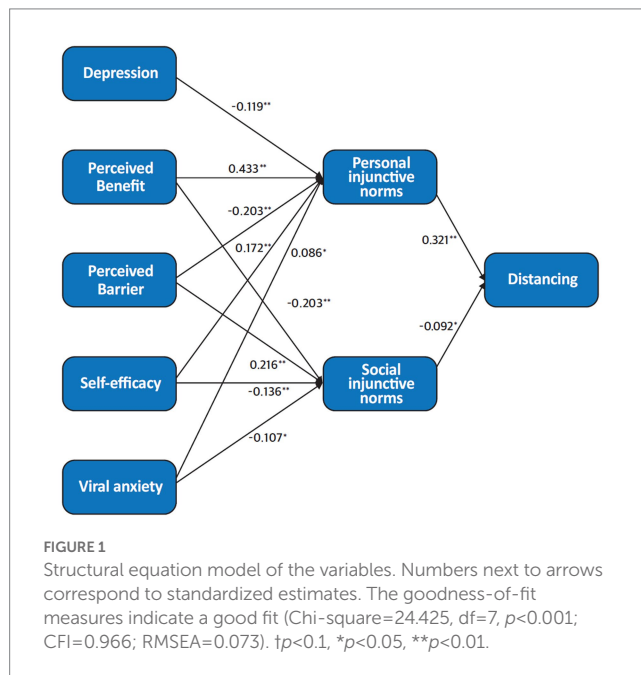 Depression
-0.119**
Perceived
Benefit
0.433**
Personal
injunctive
norms
-0.203**
0.172**
0.086*
0.321**
Perceived
Barrier
-0.203**
Distancing
-0.092*
Self-efficacy
0.216**
-0.136**
Social
injunctive
norms
-0.107*
Viral anxiety
FIGURE 1
Structural equation model of the variables. Numbers next to arrows
correspond to standardized estimates. The goodness-of-fit
measures indicate a good fit (Chi-square=24.425, df=7, p<0.001;
CFI=0.966; RMSEA=0.073). †p<0.1, *p<0.05, **p<0.01.